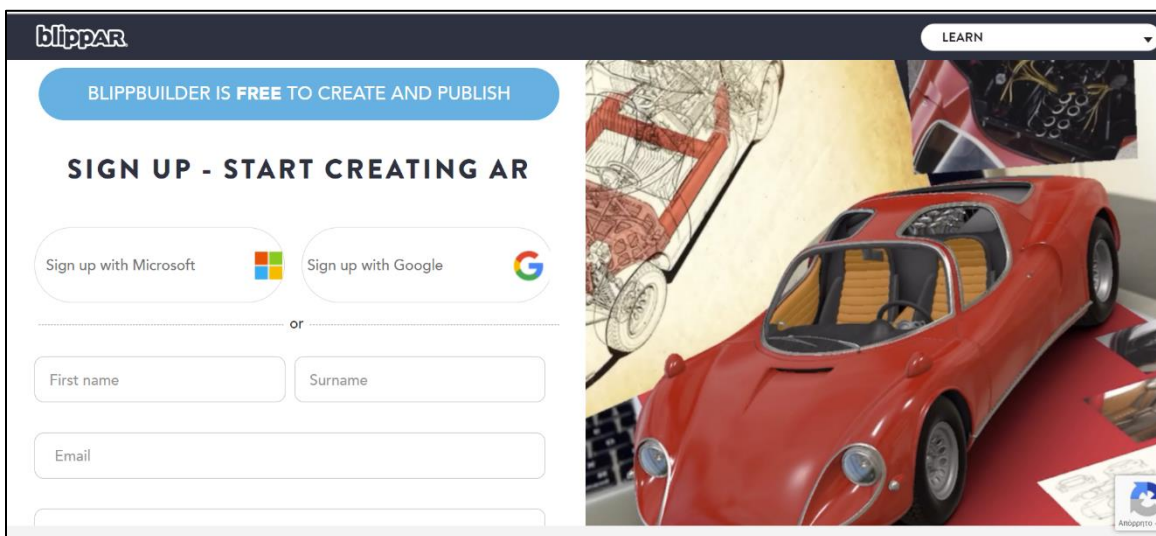 blippAR
LEARN
BLIPPBUILDER IS FREE TO CREATE AND PUBLISH
SIGN UP - START CREATING AR
Sign up with Microsoft
Sign up with Google
or
First name
Surname
Email
Απόρρητο